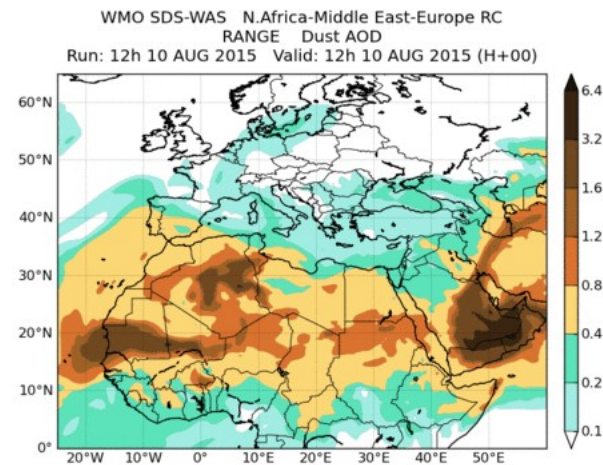 WMO SDS-WAS   N.Africa-Middle East-Europe RC
RANGE    Dust AOD
Run: 12h 10 AUG 2015   Valid: 12h 10 AUG 2015 (H+00)
60°N
50°N
40°N
30°N
20°N
10°N
0°
20°W 10°W 0° 10°E 20°E 30°E 40°E 50°E
6.4
3.2
1.6
1.2
0.8
0.4
0.2
0.1